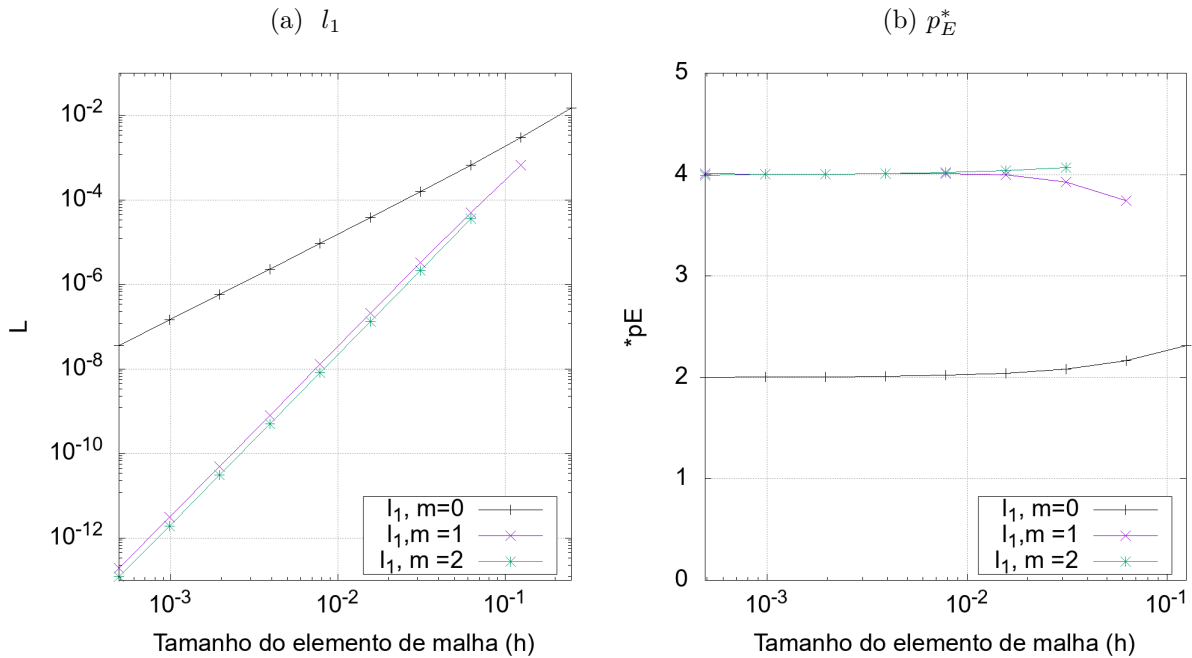 (a) l₁
10⁻²
10⁻⁴
10⁻⁶
10⁻⁸
10⁻¹⁰
10⁻¹²
L
10⁻³ 10⁻² 10⁻¹
Tamanho do elemento de malha (h)
l₁, m=0
l₁,m =1
l₁, m =2
(b) p*_E
5
4
3
2
1
0
*pE
10⁻³ 10⁻² 10⁻¹
Tamanho do elemento de malha (h)
l₁, m=0
l₁,m =1
l₁, m =2